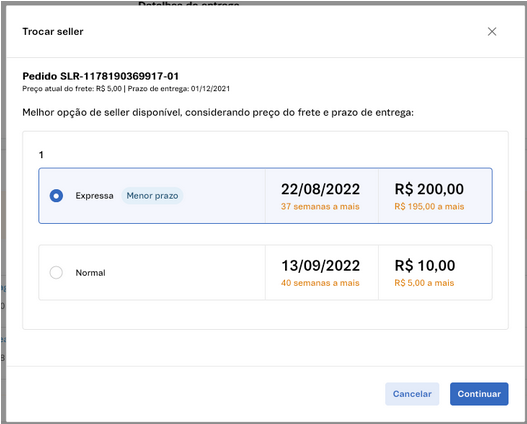 Detalhes da entrega
Trocar seller
Pedido SLR-1178190369917-01
Preço atual do frete: R$ 5,00 | Prazo de entrega: 01/12/2021
Melhor opção de seller disponível, considerando preço do frete e prazo de entrega:
1
Expressa Menor prazo 22/08/2022 R$ 200,00
37 semanas a mais R$ 195,00 a mais
Normal 13/09/2022 R$ 10,00
40 semanas a mais R$ 5,00 a mais
Cancelar Continuar